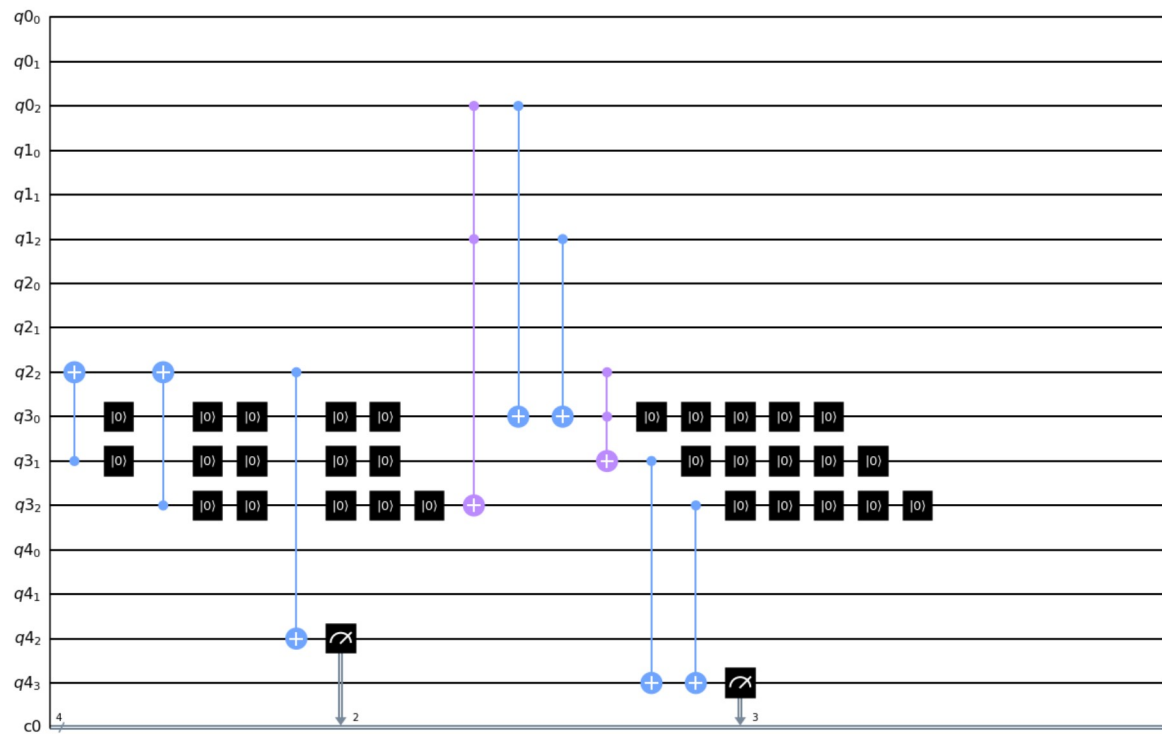 q0₀
q0₁
q0₂
q1₀
q1₁
q1₂
q2₀
q2₁
q2₂
q3₀ |0⟩ |0⟩ |0⟩ |0⟩ |0⟩ |0⟩ |0⟩ |0⟩ |0⟩ |0⟩
q3₁ |0⟩ |0⟩ |0⟩ |0⟩ |0⟩ |0⟩ |0⟩ |0⟩ |0⟩ |0⟩
q3₂ |0⟩ |0⟩ |0⟩ |0⟩ |0⟩ |0⟩ |0⟩ |0⟩ |0⟩ |0⟩
q4₀
q4₁
q4₂
q4₃
c0 4 2 3